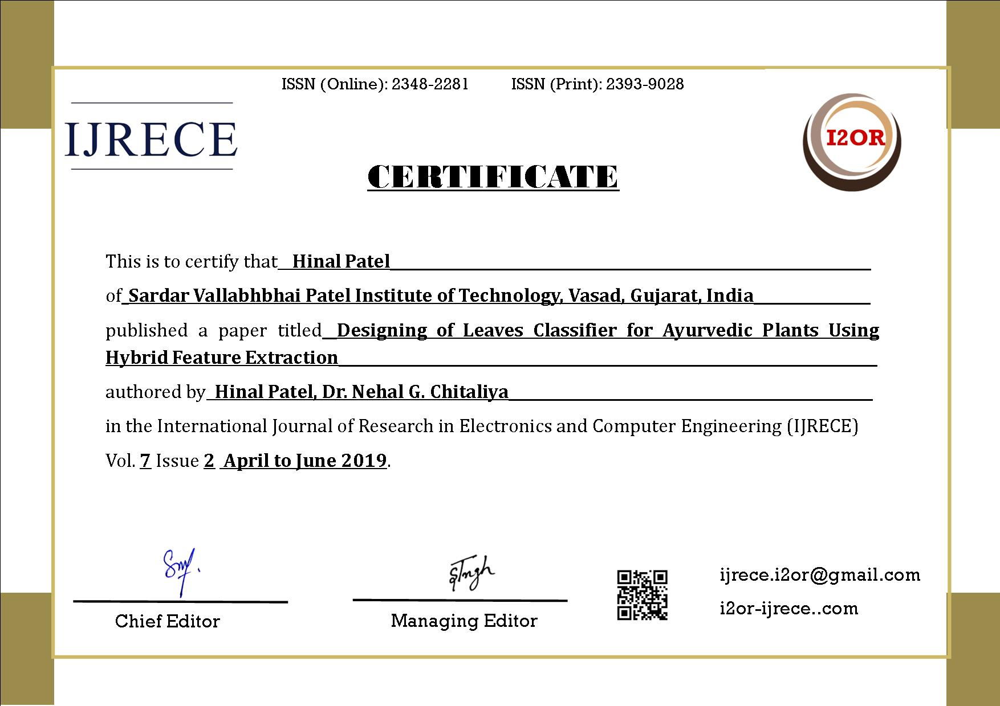 ISSN (Online): 2348-2281 ISSN (Print): 2393-9028
IJRECE
I2OR
CERTIFICATE
This is to certify that Hinal Patel
of Sardar Vallabhbhai Patel Institute of Technology, Vasad, Gujarat, India
published a paper titled Designing of Leaves Classifier for Ayurvedic Plants Using
Hybrid Feature Extraction
authored by Hinal Patel, Dr. Nehal G. Chitaliya
in the International Journal of Research in Electronics and Computer Engineering (IJRECE)
Vol. 7 Issue 2 April to June 2019.
Chief Editor
Managing Editor
ijrece.i2or@gmail.com
i2or-ijrece..com